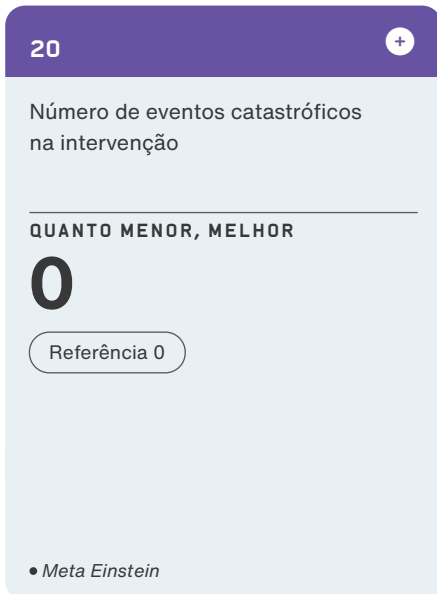 20
+
Número de eventos catastróficos
na intervenção
QUANTO MENOR, MELHOR
0
Referência 0
• Meta Einstein